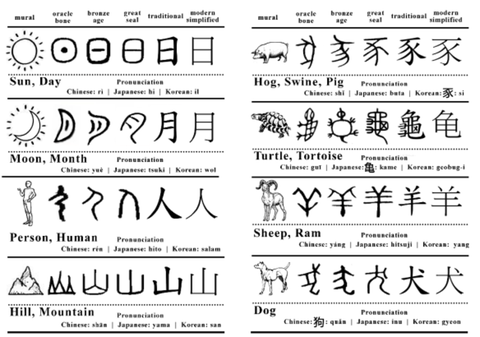 mural oracle bone bronze age great seal traditional modern simplified
日 日
Sun, Day Pronunciation
Chinese: rì | Japanese: hi | Korean: il
月 月
Moon, Month Pronunciation
Chinese: yuè | Japanese: tsuki | Korean: wol
人 人
Person, Human Pronunciation
Chinese: rén | Japanese: hito | Korean: salam
山 山
Hill, Mountain Pronunciation
Chinese: shān | Japanese: yama | Korean: san
mural oracle bone bronze age great seal traditional modern simplified
豕 豕
Hog, Swine, Pig Pronunciation
Chinese: shǐ | Japanese: buta | Korean: 豕: si
龜 龟
Turtle, Tortoise Pronunciation
Chinese: guī | Japanese: 亀: kame | Korean: geobug-i
羊 羊
Sheep, Ram Pronunciation
Chinese: yáng | Japanese: hitsuji | Korean: yang
犬 犬
Dog Pronunciation
Chinese: 狗: quǎn | Japanese: inu | Korean: gyeon